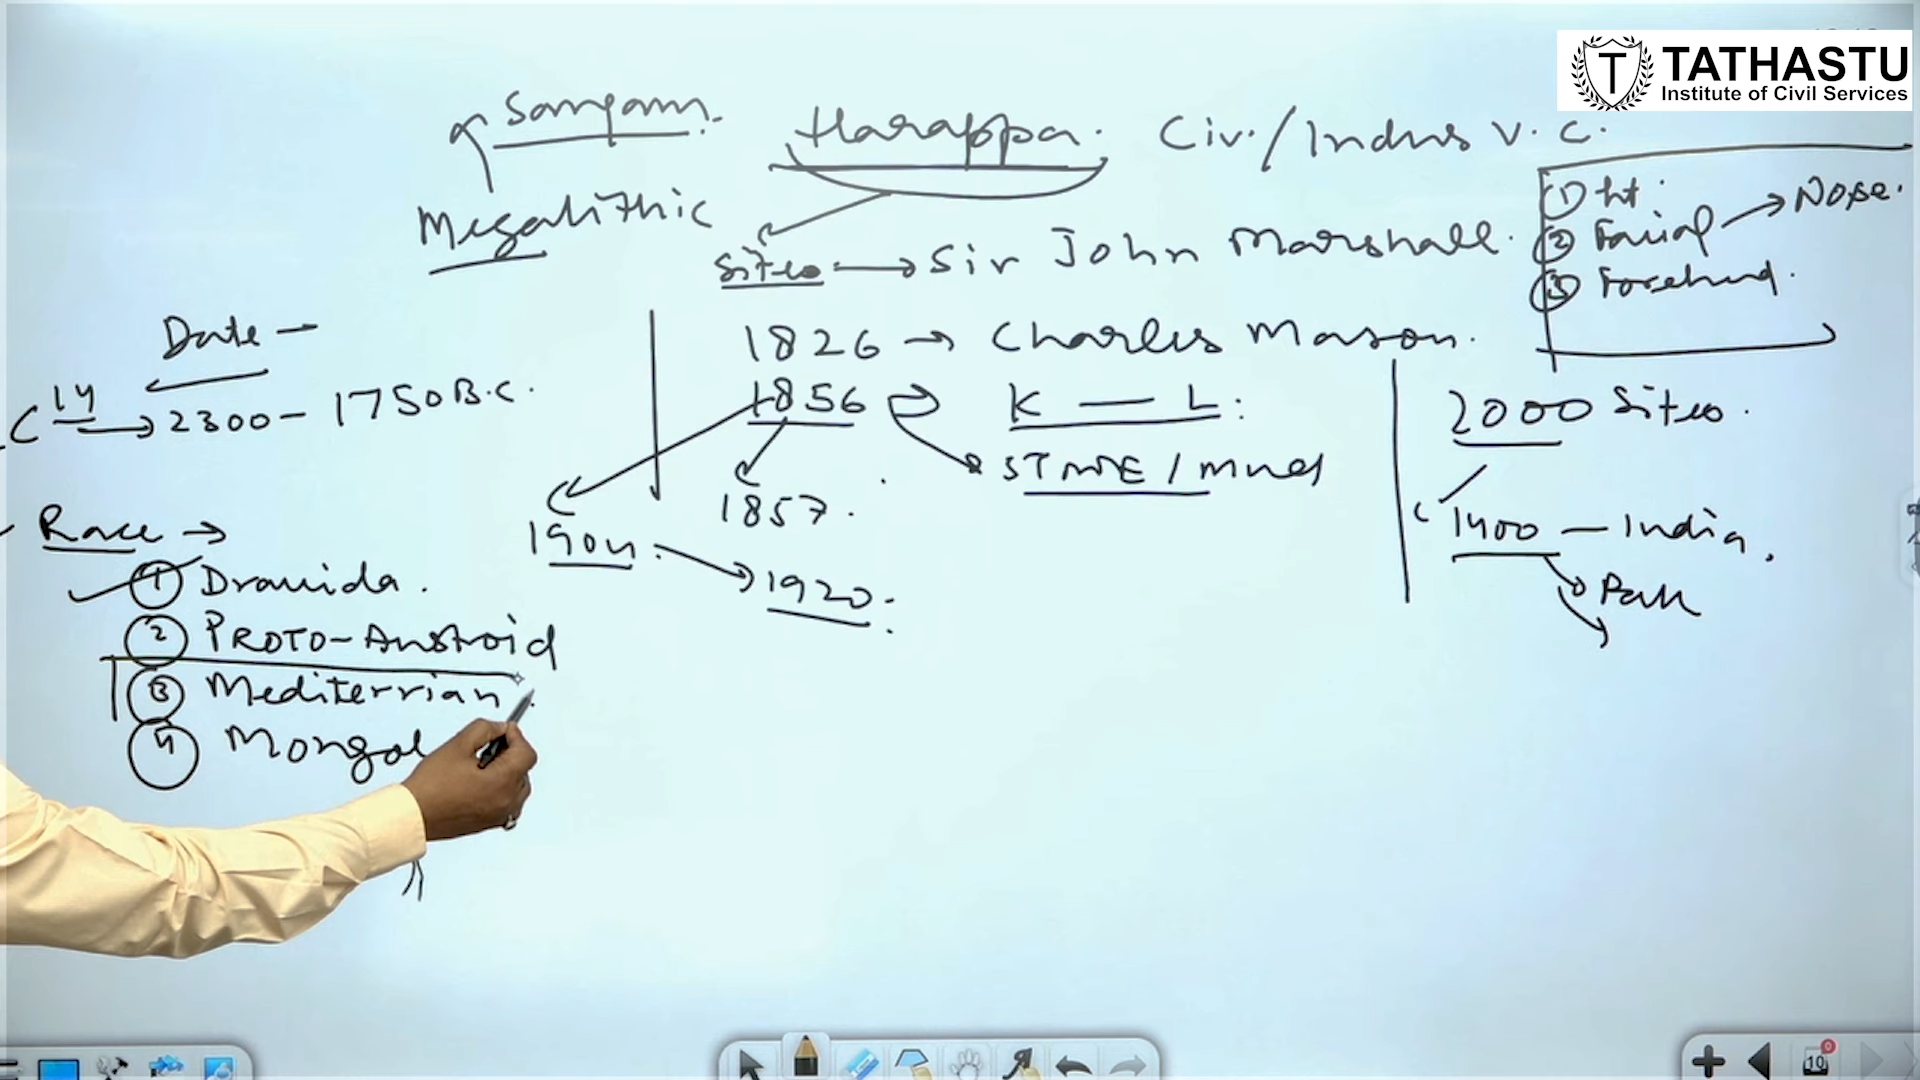 TATHASTU
Institute of Civil Services
T
Sangam.
Harappa. Civ./Indus V.C.
Megalithic
Sites → Sir John Marshall.
① Ht.
② Facial → Nose.
③ Forehead.
Date –
C14 → 2300 – 1750 B.C.
1826 → Charles Mason.
1856 → K — L:
1857.
1904. → 1920.
2000 Sites.
1400 – India.
→ Pak
Race →
① Dravida.
② PROTO-Austroid
③ Mediterrian.
④ Mongol
10
0